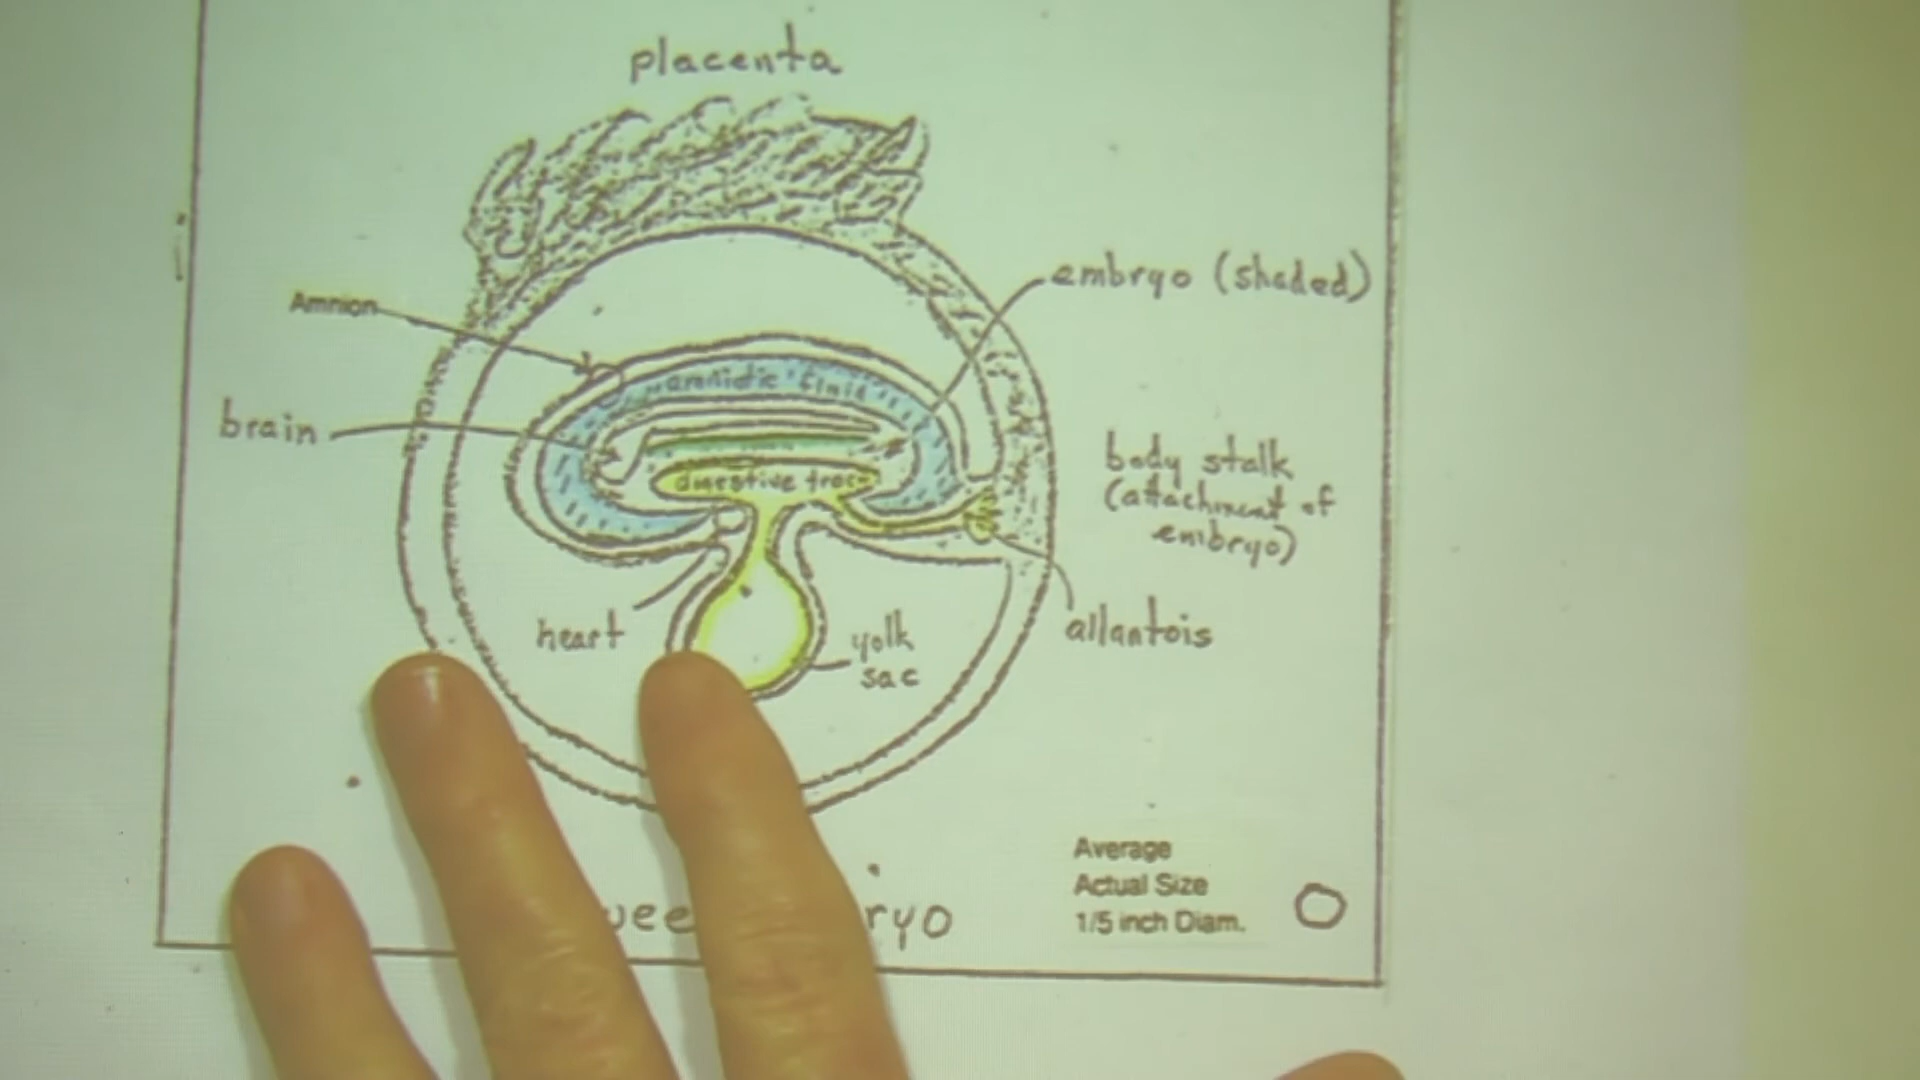 placenta
embryo (shaded)
Amnion
amniotic fluid
brain
body stalk
(attachment of
embryo)
digestive tract
heart
yolk
sac
allantois
Average
Actual Size
1/5 inch Diam.